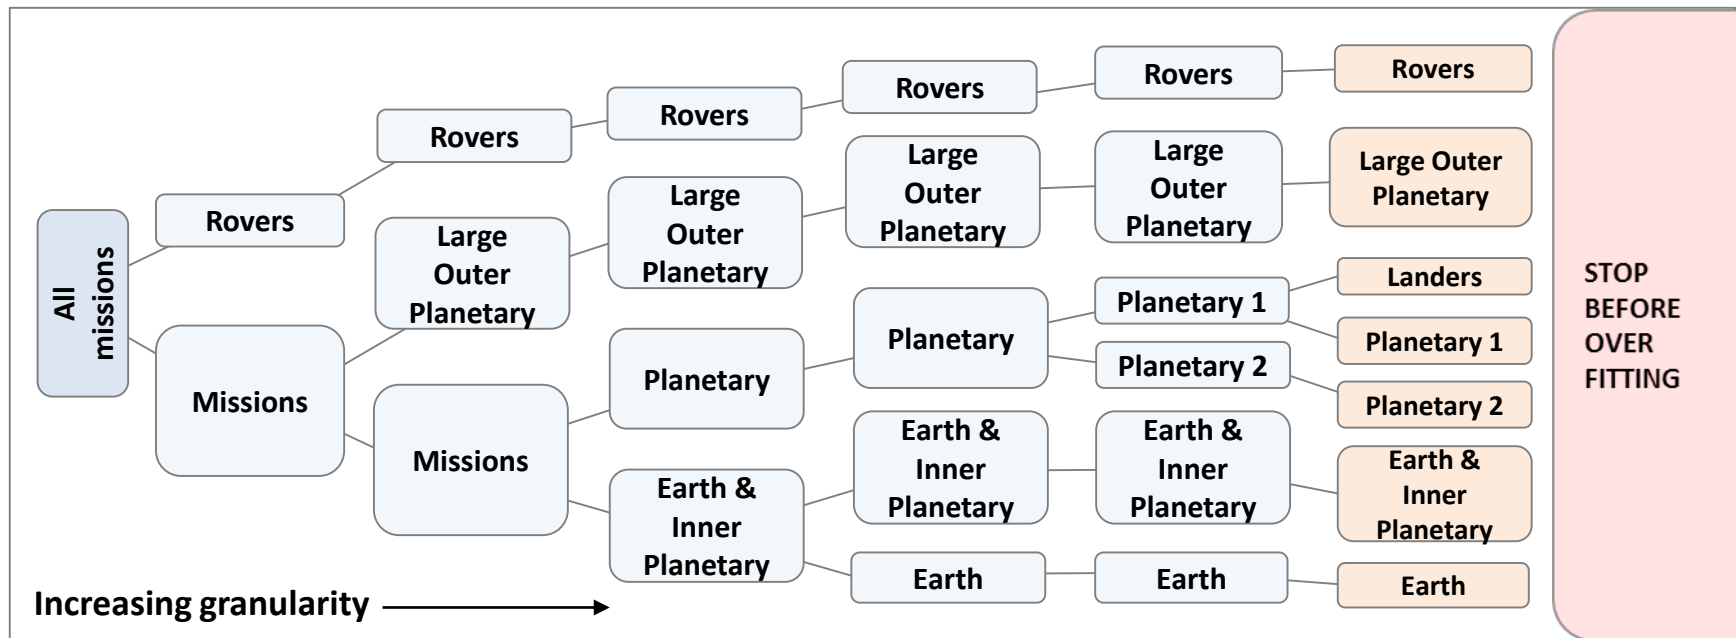 All
missions
Rovers
Missions
Rovers
Large
Outer
Planetary
Missions
Rovers
Large
Outer
Planetary
Planetary
Earth &
Inner
Planetary
Rovers
Large
Outer
Planetary
Planetary
Earth &
Inner
Planetary
Earth
Rovers
Large
Outer
Planetary
Planetary 1
Planetary 2
Earth &
Inner
Planetary
Earth
Rovers
Large Outer
Planetary
Landers
Planetary 1
Planetary 2
Earth &
Inner
Planetary
Earth
STOP
BEFORE
OVER
FITTING
Increasing granularity